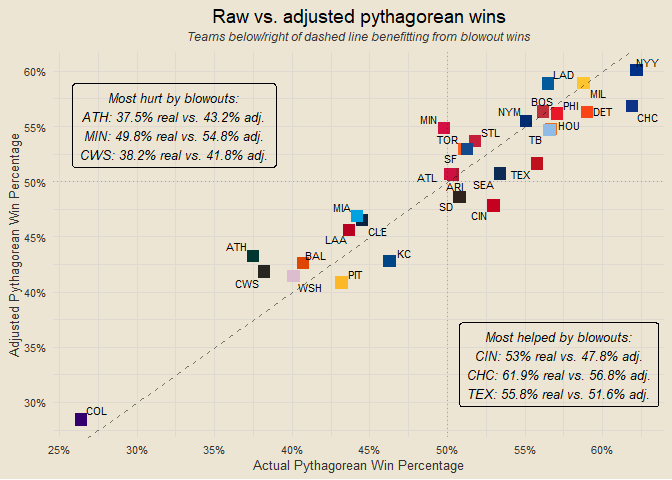 Raw vs. adjusted pythagorean wins
Teams below/right of dashed line benefitting from blowout wins
Adjusted Pythagorean Win Percentage
60%
55%
50%
45%
40%
35%
30%
Most hurt by blowouts:
ATH: 37.5% real vs. 43.2% adj.
MIN: 49.8% real vs. 54.8% adj.
CWS: 38.2% real vs. 41.8% adj.
NYY
LAD
MIL
BOS
PHI
DET
CHC
NYM
HOU
MIN
STL
TOR
TB
SF
TEX
ATL
ARI
SEA
SD
CIN
MIA
CLE
LAA
KC
ATH
BAL
CWS
WSH
PIT
COL
Most helped by blowouts:
CIN: 53% real vs. 47.8% adj.
CHC: 61.9% real vs. 56.8% adj.
TEX: 55.8% real vs. 51.6% adj.
25%
30%
35%
40%
45%
50%
55%
60%
Actual Pythagorean Win Percentage